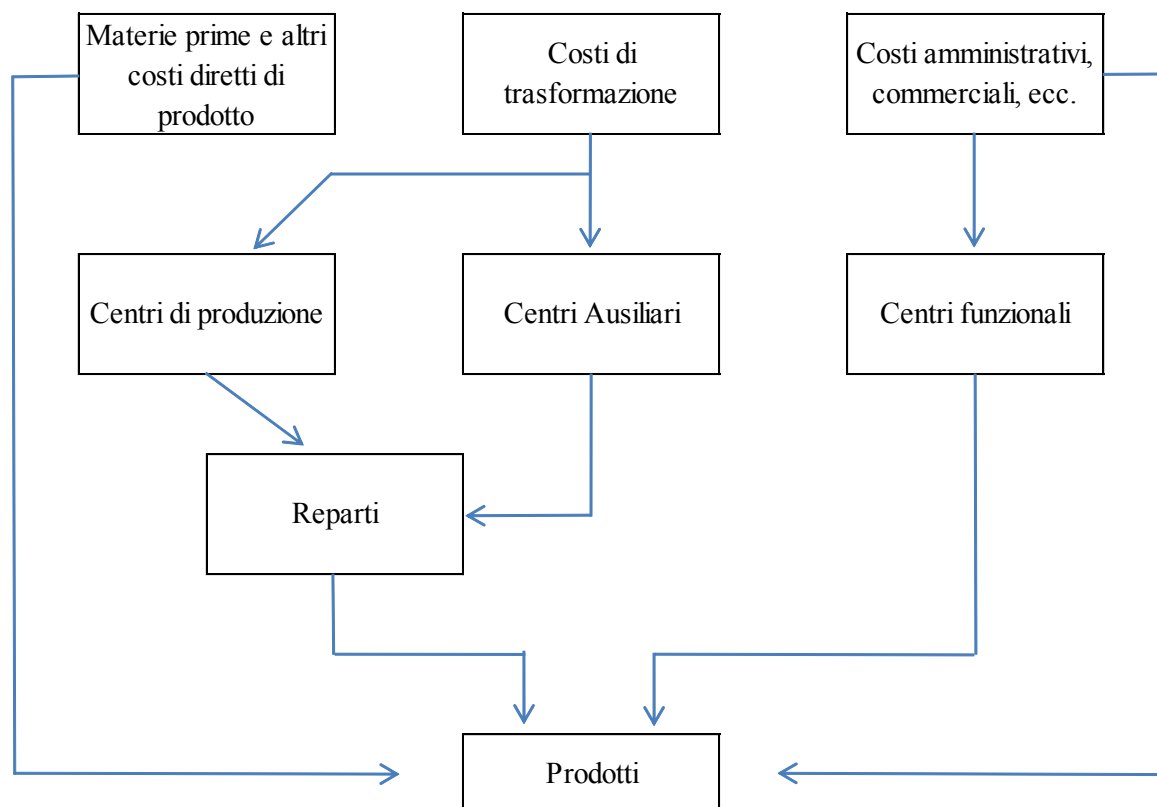 Materie prime e altri
costi diretti di
prodotto
Costi di
trasformazione
Costi amministrativi,
commerciali, ecc.
Centri di produzione
Centri Ausiliari
Centri funzionali
Reparti
Prodotti